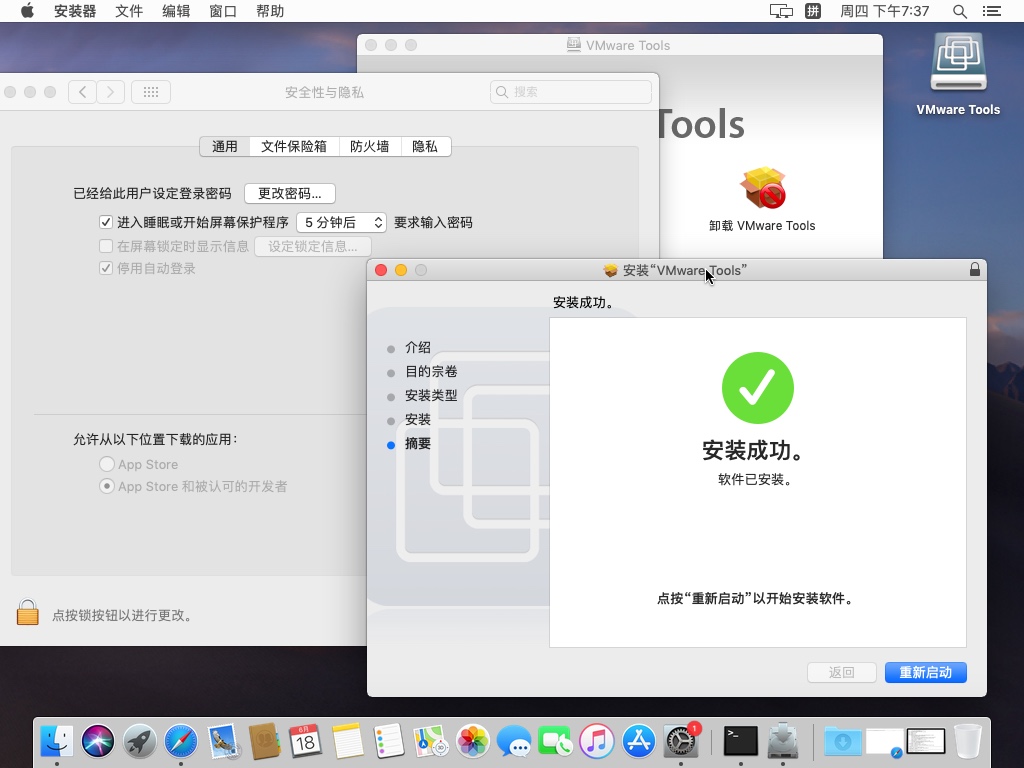 安装器 文件 编辑 窗口 帮助 拼 周四 下午7:37
VMware Tools
VMware Tools
安全性与隐私 搜索
Tools
通用 文件保险箱 防火墙 隐私
卸载 VMware Tools
已经给此用户设定登录密码 更改密码...
进入睡眠或开始屏幕保护程序 5 分钟后 要求输入密码
在屏幕锁定时显示信息 设定锁定信息...
停用自动登录
允许从以下位置下载的应用：
App Store
App Store 和被认可的开发者
点按锁按钮以进行更改。
安装“VMware Tools”
安装成功。
介绍
目的宗卷
安装类型
安装
摘要
安装成功。
软件已安装。
点按“重新启动”以开始安装软件。
返回 重新启动
6月
18
1